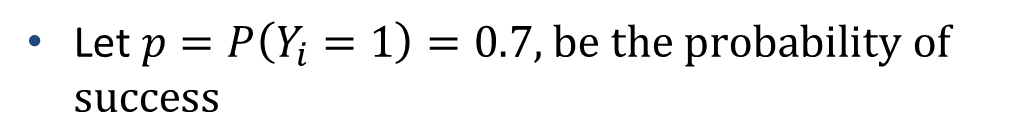 • Let p = P(Yᵢ = 1) = 0.7, be the probability of
success